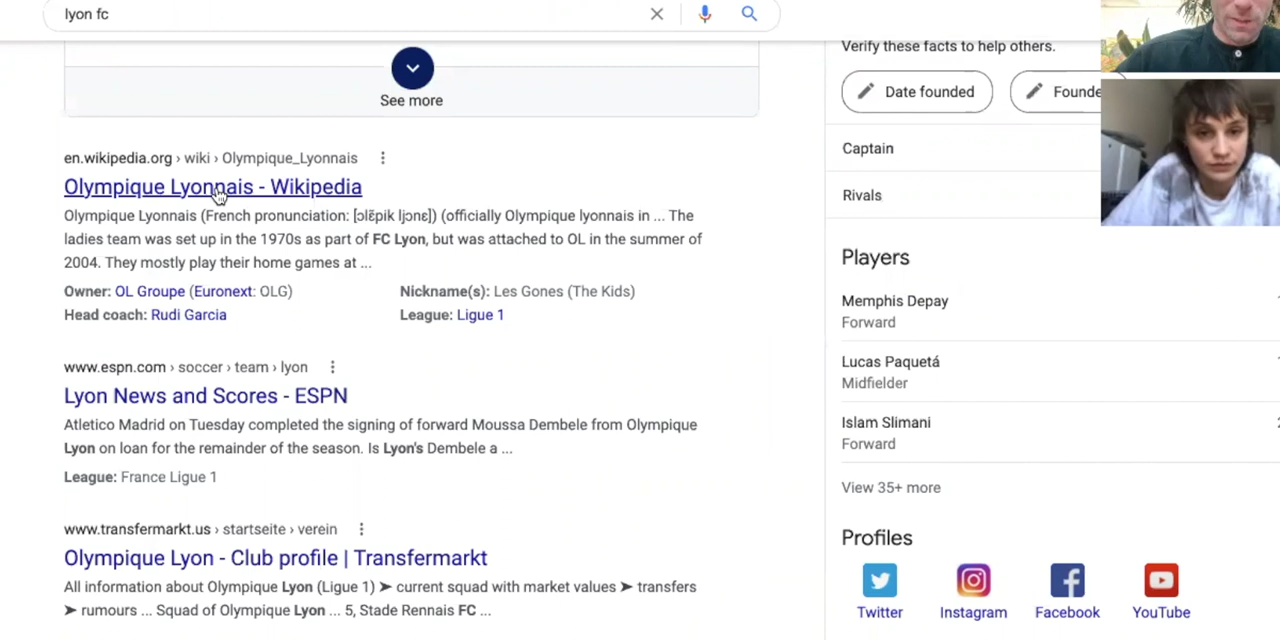 lyon fc
See more
en.wikipedia.org › wiki › Olympique_Lyonnais
Olympique Lyonnais - Wikipedia
Olympique Lyonnais (French pronunciation: [ɔlɛ̃pik ljɔnɛ]) (officially Olympique lyonnais in ... The
ladies team was set up in the 1970s as part of FC Lyon, but was attached to OL in the summer of
2004. They mostly play their home games at ...
Owner: OL Groupe (Euronext: OLG)
Nickname(s): Les Gones (The Kids)
Head coach: Rudi Garcia
League: Ligue 1
www.espn.com › soccer › team › lyon
Lyon News and Scores - ESPN
Atletico Madrid on Tuesday completed the signing of forward Moussa Dembele from Olympique
Lyon on loan for the remainder of the season. Is Lyon's Dembele a ...
League: France Ligue 1
www.transfermarkt.us › startseite › verein
Olympique Lyon - Club profile | Transfermarkt
All information about Olympique Lyon (Ligue 1) ➤ current squad with market values ➤ transfers
➤ rumours ... Squad of Olympique Lyon ... 5, Stade Rennais FC ...
Verify these facts to help others.
Date founded
Founde
Captain
Rivals
Players
Memphis Depay
Forward
Lucas Paquetá
Midfielder
Islam Slimani
Forward
View 35+ more
Profiles
Twitter
Instagram
Facebook
YouTube